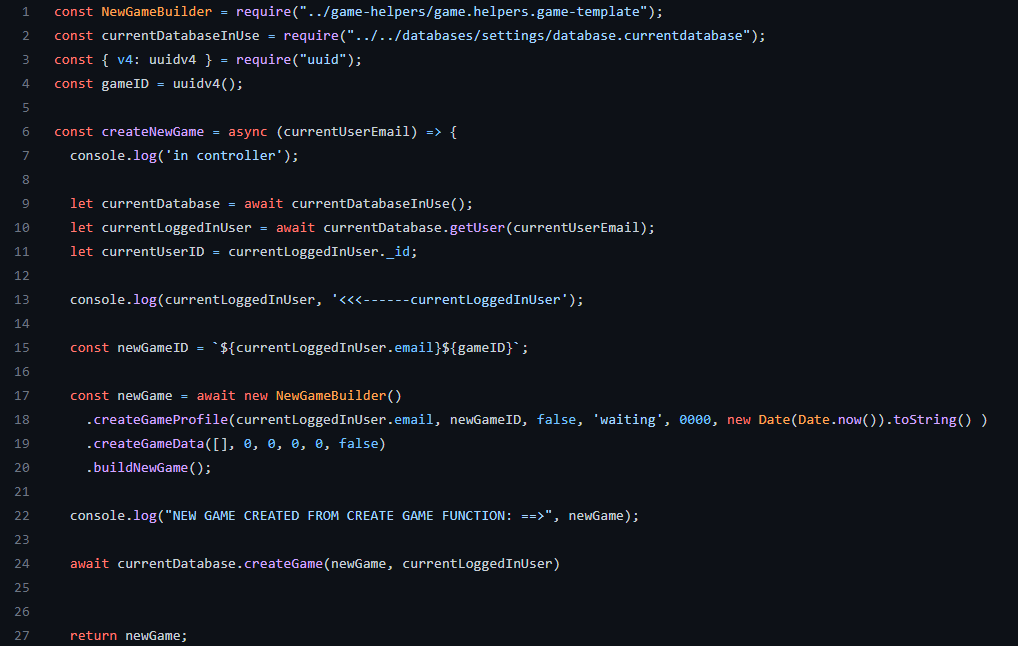 1 const NewGameBuilder = require("../game-helpers/game.helpers.game-template");
2 const currentDatabaseInUse = require("../../databases/settings/database.currentdatabase");
3 const { v4: uuidv4 } = require("uuid");
4 const gameID = uuidv4();
5
6 const createNewGame = async (currentUserEmail) => {
7   console.log('in controller');
8
9   let currentDatabase = await currentDatabaseInUse();
10   let currentLoggedInUser = await currentDatabase.getUser(currentUserEmail);
11   let currentUserID = currentLoggedInUser._id;
12
13   console.log(currentLoggedInUser, '<<<------currentLoggedInUser');
14
15   const newGameID = `${currentLoggedInUser.email}${gameID}`;
16
17   const newGame = await new NewGameBuilder()
18     .createGameProfile(currentLoggedInUser.email, newGameID, false, 'waiting', 0000, new Date(Date.now()).toString() )
19     .createGameData([], 0, 0, 0, 0, false)
20     .buildNewGame();
21
22   console.log("NEW GAME CREATED FROM CREATE GAME FUNCTION: ==>", newGame);
23
24   await currentDatabase.createGame(newGame, currentLoggedInUser)
25
26
27   return newGame;